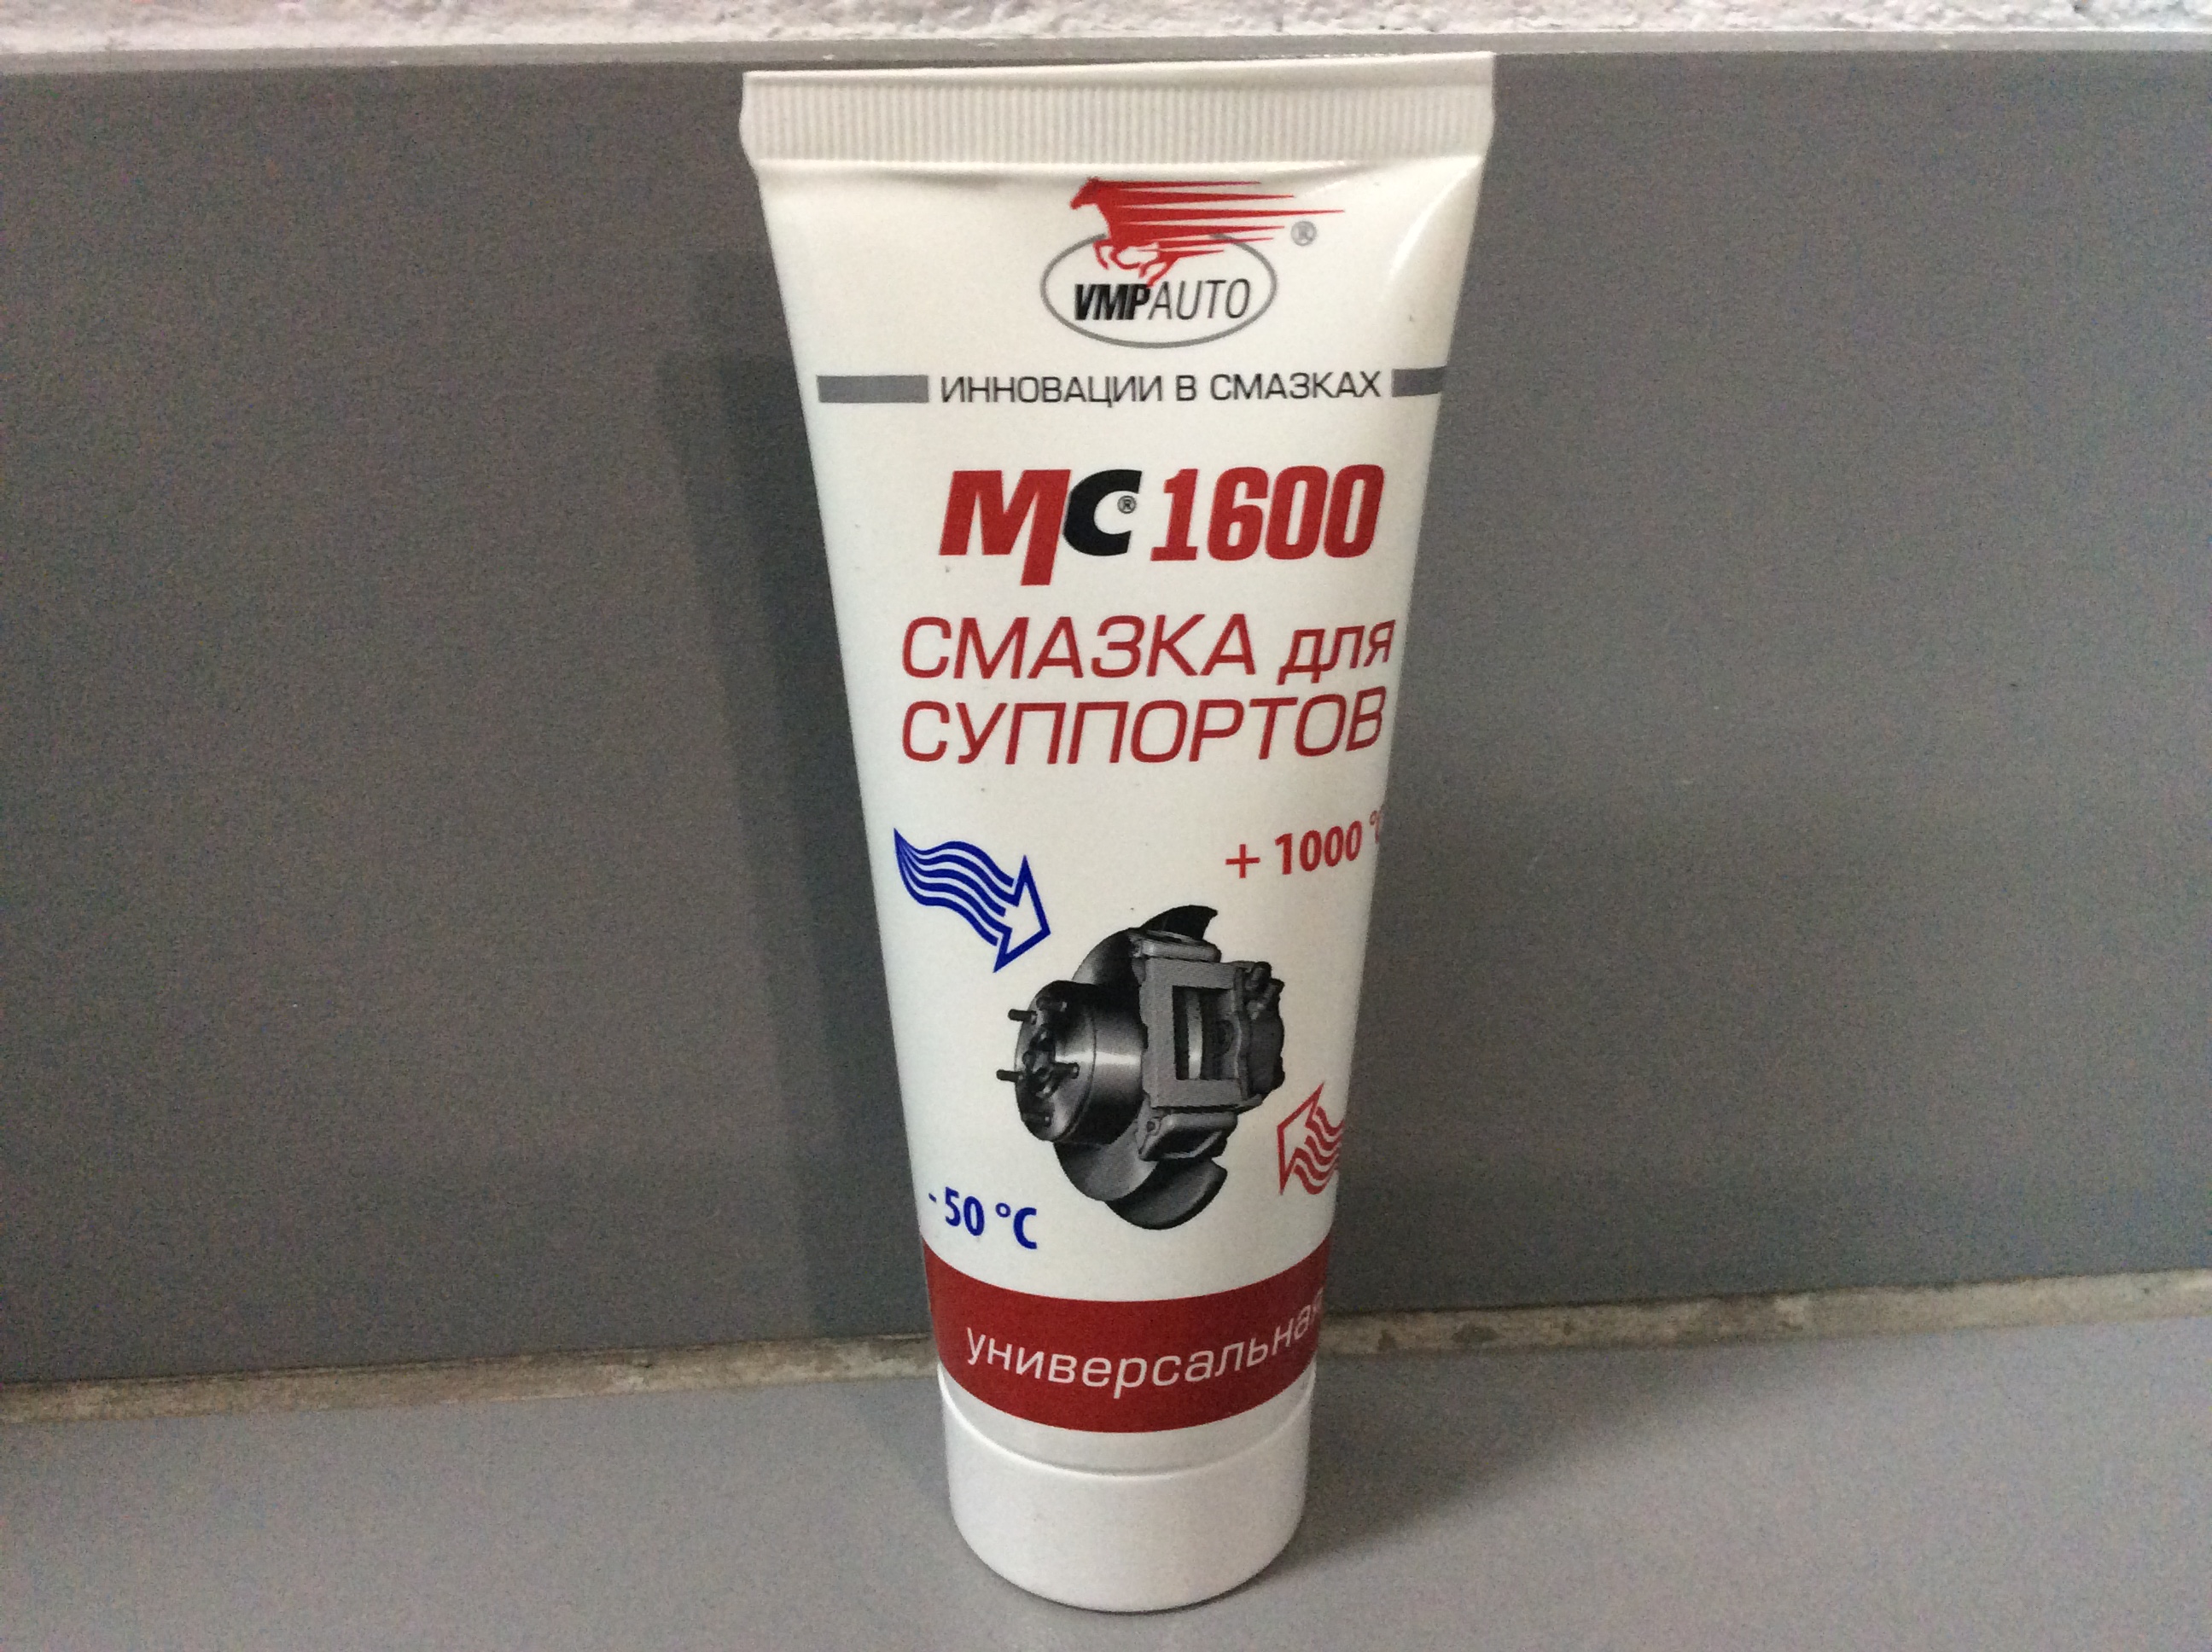 VMPAUTO ®
ИННОВАЦИИ В СМАЗКАХ
МС® 1600
СМАЗКА для
СУППОРТОВ
+ 1000 °C
- 50 °C
универсальная